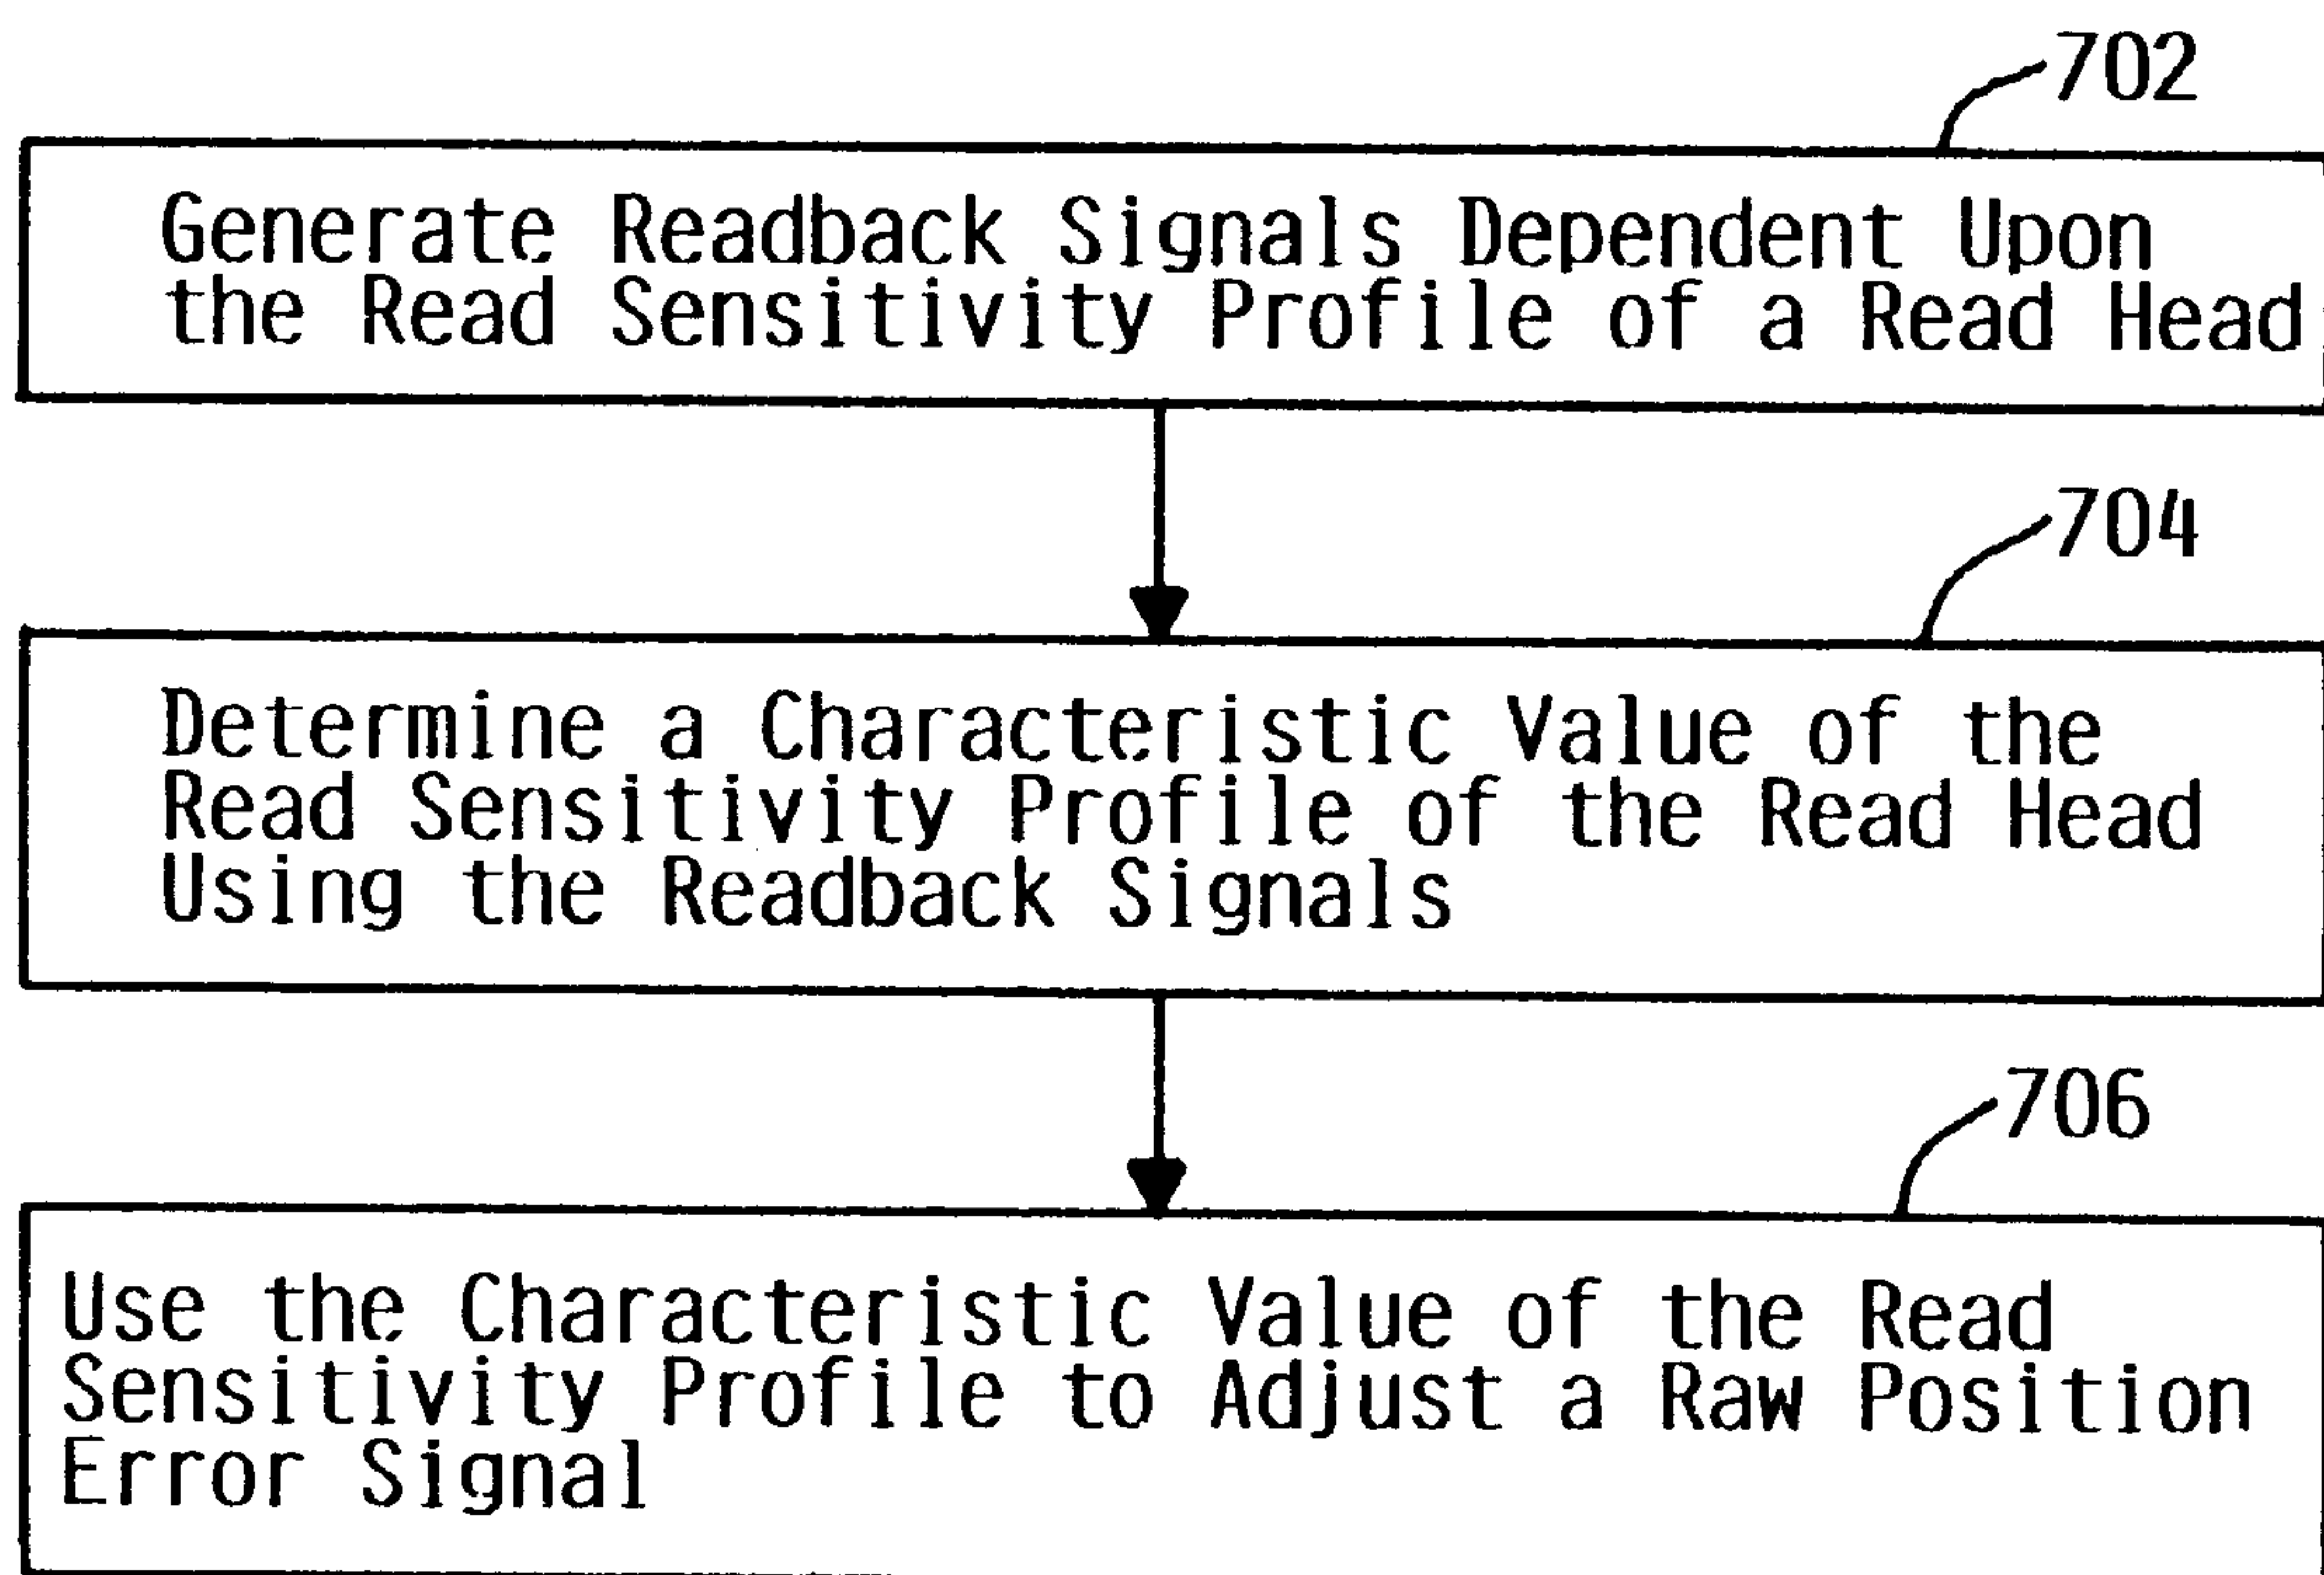 702
Generate Readback Signals Dependent Upon
the Read Sensitivity Profile of a Read Head
704
Determine a Characteristic Value of the
Read Sensitivity Profile of the Read Head
Using the Readback Signals
706
Use the Characteristic Value of the Read
Sensitivity Profile to Adjust a Raw Position
Error Signal